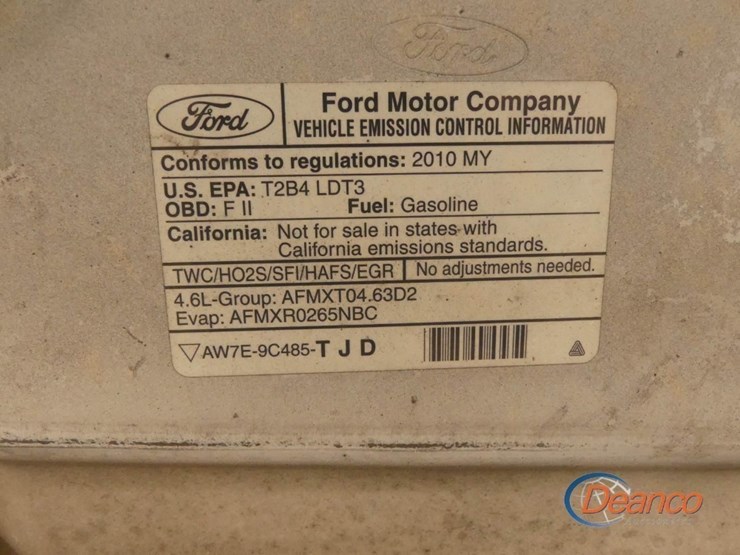 Ford
Ford
Ford Motor Company
VEHICLE EMISSION CONTROL INFORMATION
Conforms to regulations: 2010 MY
U.S. EPA: T2B4 LDT3
OBD: F II Fuel: Gasoline
California: Not for sale in states with
California emissions standards.
TWC/HO2S/SFI/HAFS/EGR No adjustments needed.
4.6L-Group: AFMXT04.63D2
Evap: AFMXR0265NBC
AW7E-9C485-T J D
Deanco